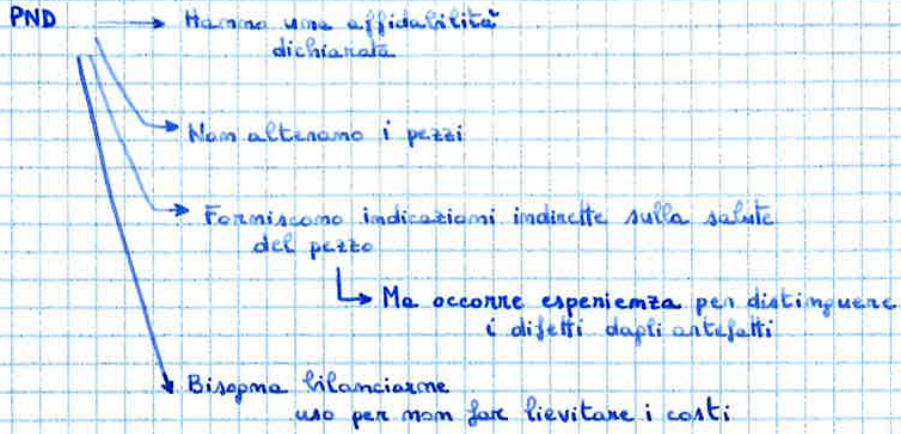 PND → Hanno una affidabilità
dichiarata
→ Non alterano i pezzi
→ Forniscono indicazioni indirette sulla salute
del pezzo
↳ Ma occorre esperienza per distinguere
i difetti dagli artefatti
→ Bisogna bilanciarne
uso per non far lievitare i costi